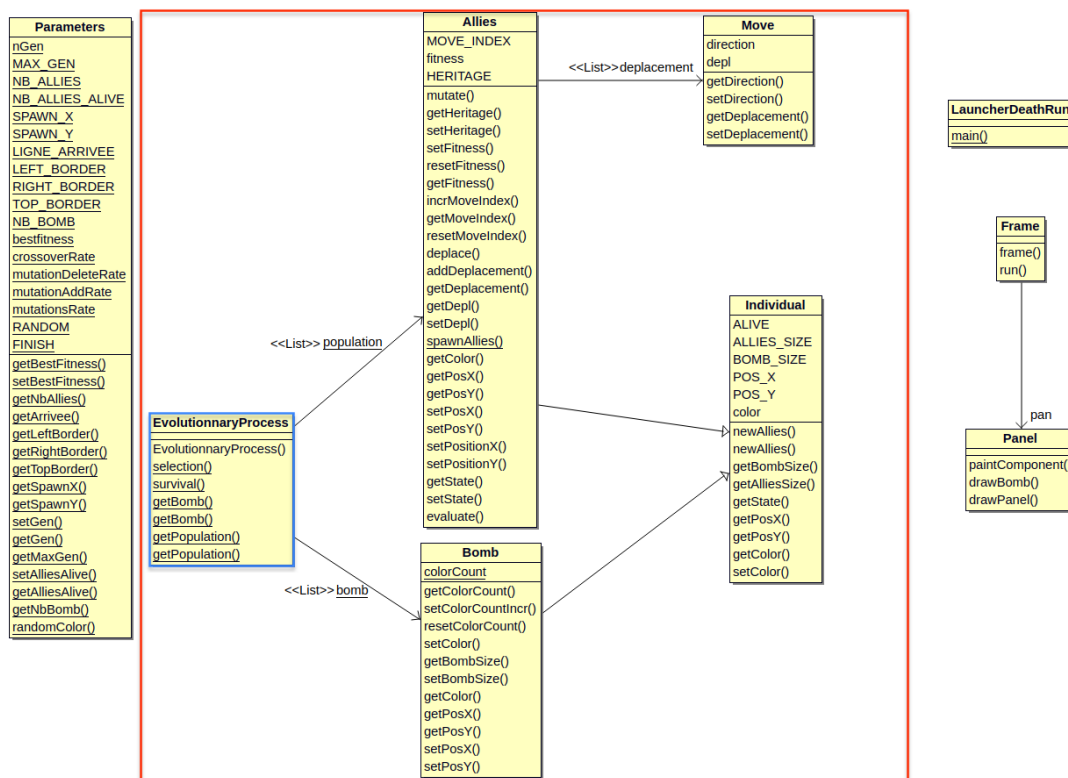 Parameters
nGen
MAX_GEN
NB_ALLIES
NB_ALLIES_ALIVE
SPAWN_X
SPAWN_Y
LIGNE_ARRIVEE
LEFT_BORDER
RIGHT_BORDER
TOP_BORDER
NB_BOMB
bestfitness
crossoverRate
mutationDeleteRate
mutationAddRate
mutationsRate
RANDOM
FINISH
getBestFitness()
setBestFitness()
getNbAllies()
getArrivee()
getLeftBorder()
getRightBorder()
getTopBorder()
getSpawnX()
getSpawnY()
setGen()
getGen()
getMaxGen()
setAlliesAlive()
getAlliesAlive()
getNbBomb()
randomColor()
EvolutionnaryProcess
EvolutionnaryProcess()
selection()
survival()
getBomb()
getBomb()
getPopulation()
getPopulation()
<<List>> population
<<List>> bomb
Allies
MOVE_INDEX
fitness
HERITAGE
mutate()
getHeritage()
setHeritage()
setFitness()
resetFitness()
getFitness()
incrMoveIndex()
getMoveIndex()
resetMoveIndex()
deplace()
addDeplacement()
getDeplacement()
getDepl()
setDepl()
spawnAllies()
getColor()
getPosX()
getPosY()
setPosX()
setPosY()
setPositionX()
setPositionY()
getState()
setState()
evaluate()
Bomb
colorCount
getColorCount()
setColorCountIncr()
resetColorCount()
setColor()
getBombSize()
setBombSize()
getColor()
getPosX()
getPosY()
setPosX()
setPosY()
<<List>> deplacement
Move
direction
depl
getDirection()
setDirection()
getDeplacement()
setDeplacement()
Individual
ALIVE
ALLIES_SIZE
BOMB_SIZE
POS_X
POS_Y
color
newAllies()
newAllies()
getBombSize()
getAlliesSize()
getState()
getPosX()
getPosY()
getColor()
setColor()
LauncherDeathRun
main()
Frame
frame()
run()
pan
Panel
paintComponent(
drawBomb()
drawPanel()